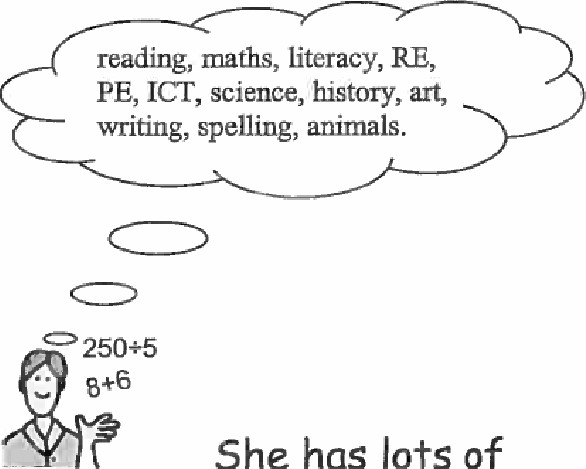 reading, maths, literacy, RE,
PE, ICT, science, history, art,
writing, spelling, animals.
250÷5
8+6
She has lots of